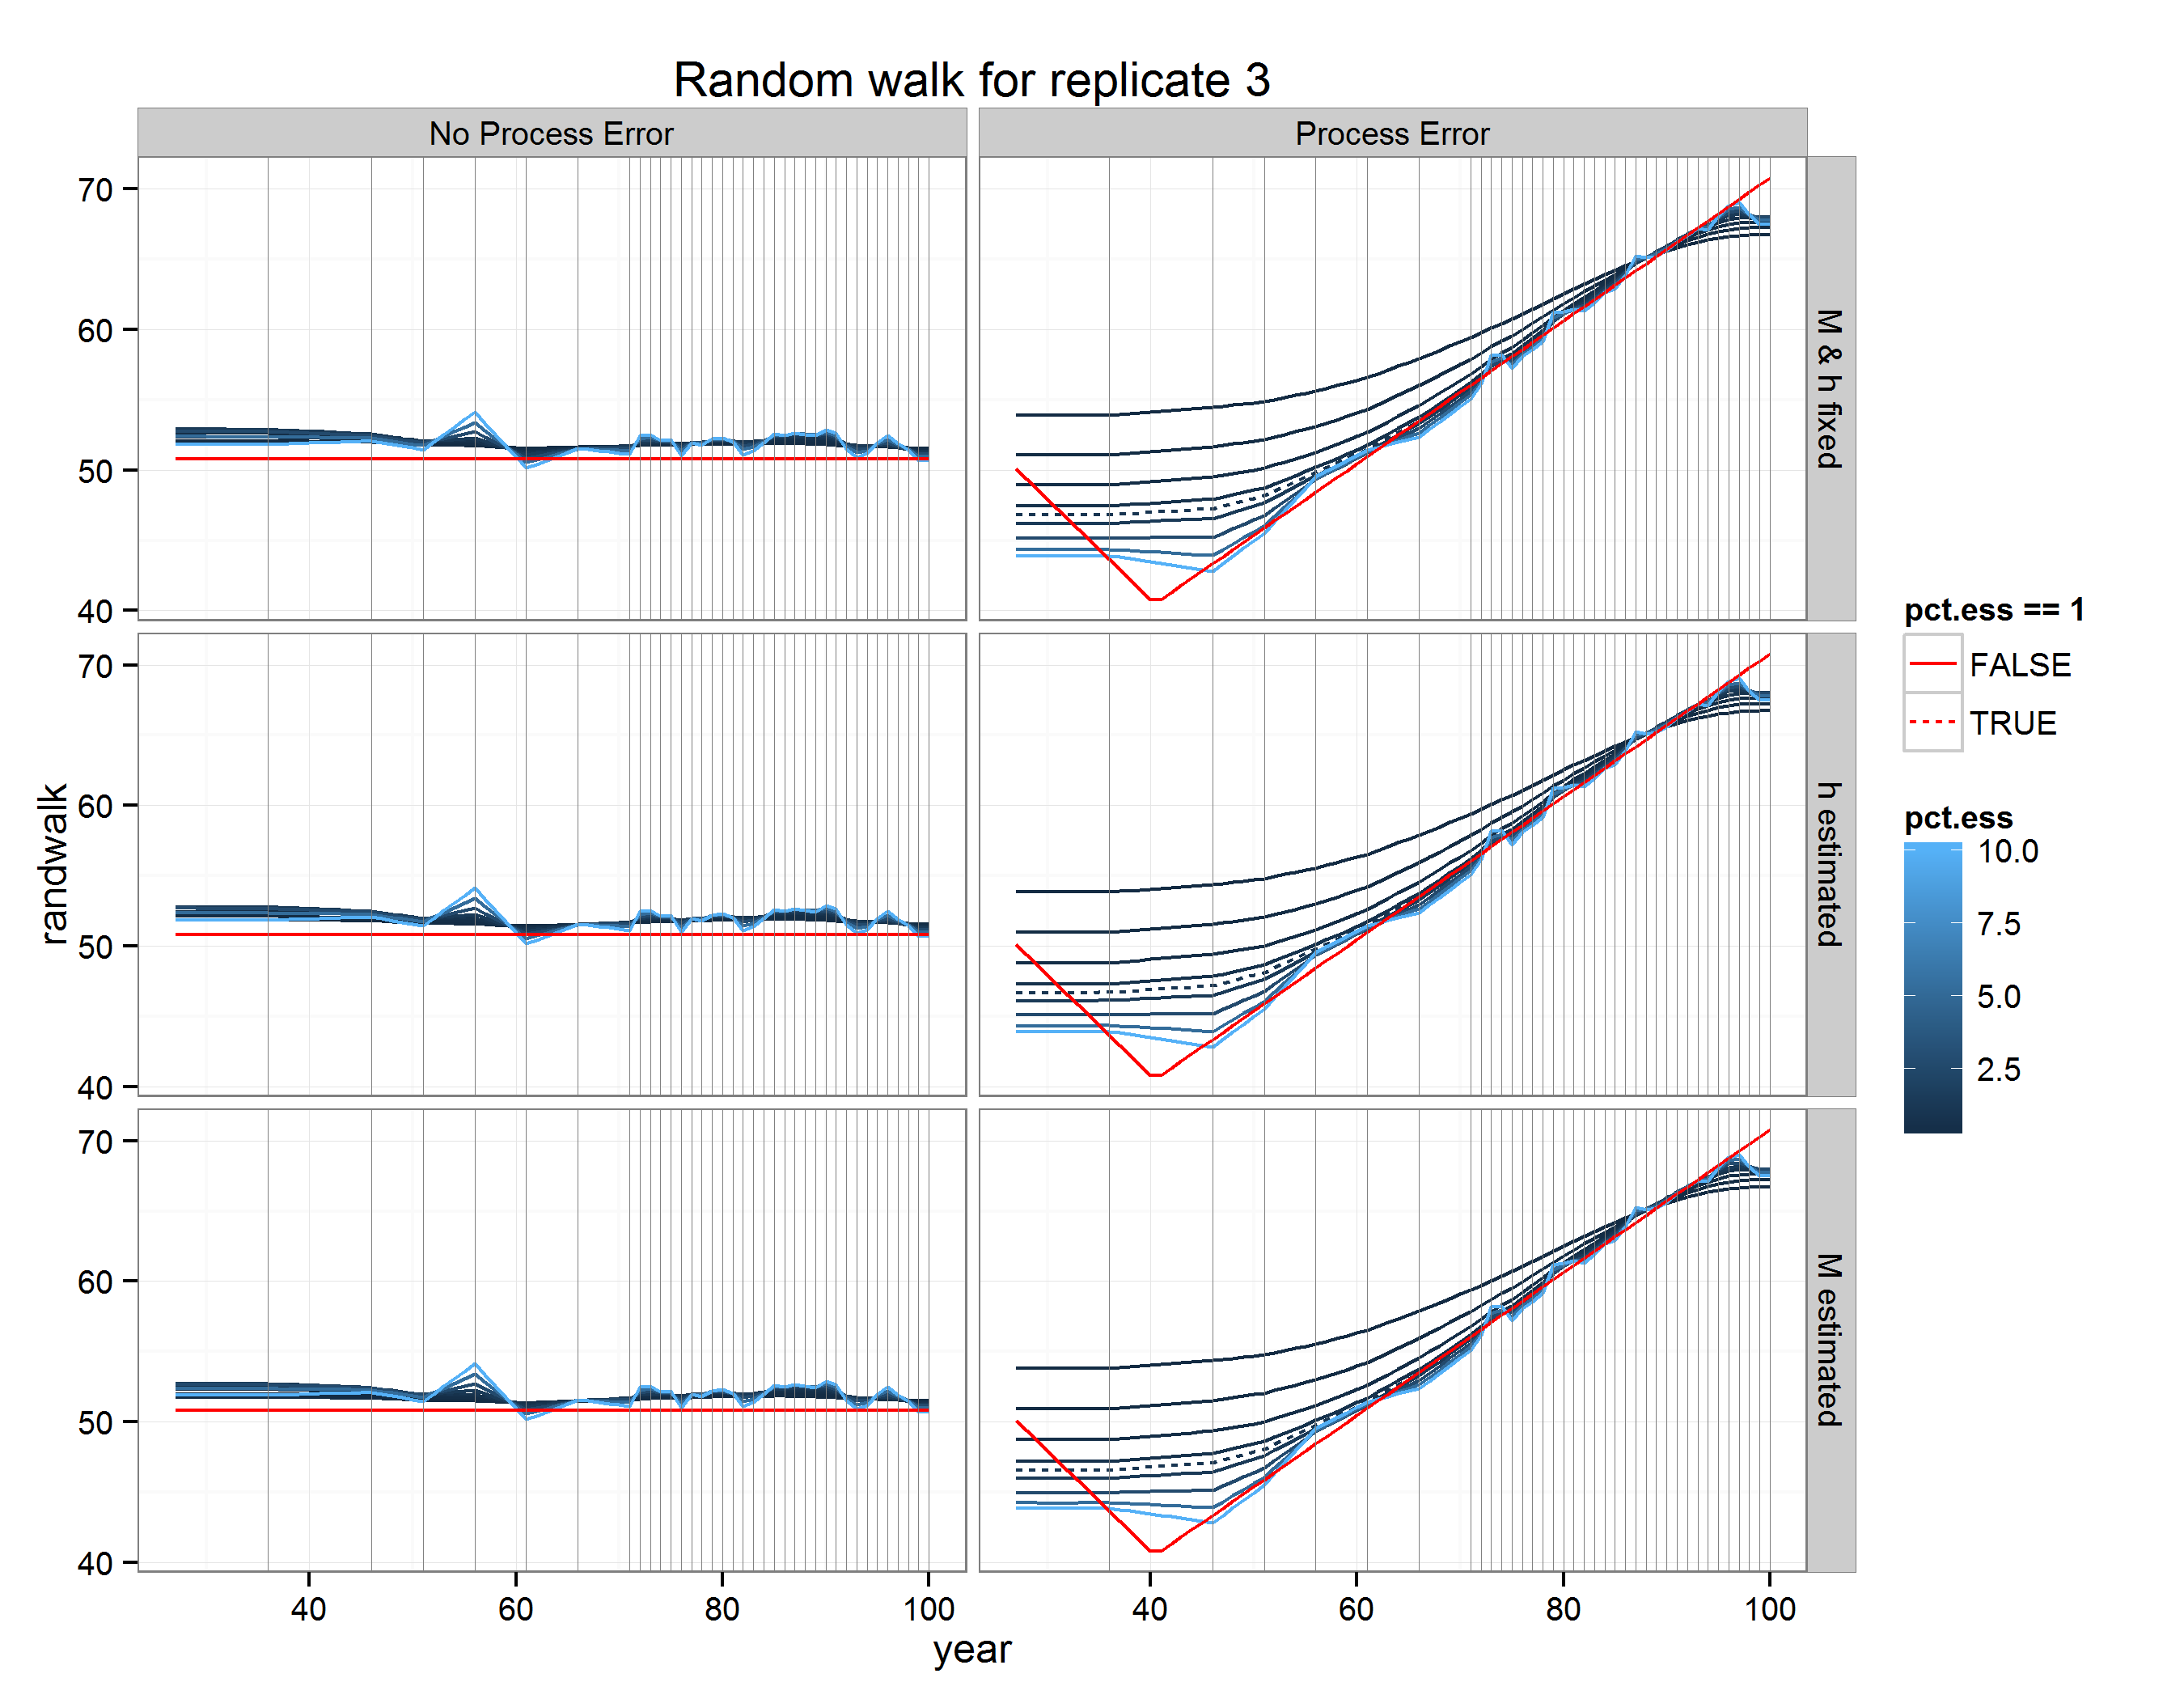 Random walk for replicate 3
No Process Error
Process Error
70
60
50
40
M & h fixed
70
60
50
40
h estimated
70
60
50
40
M estimated
randwalk
40 60 80 100
40 60 80 100
year
pct.ess == 1
FALSE
TRUE
pct.ess
10.0
7.5
5.0
2.5